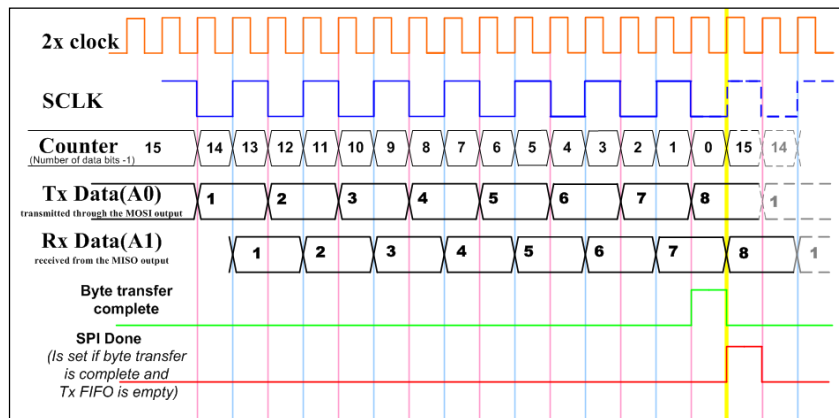 2x clock
SCLK
Counter
(Number of data bits -1)
15 14 13 12 11 10 9 8 7 6 5 4 3 2 1 0 15 14
Tx Data(A0)
transmitted through the MOSI output
1 2 3 4 5 6 7 8 1
Rx Data(A1)
received from the MISO output
1 2 3 4 5 6 7 8 1
Byte transfer
complete
SPI Done
(Is set if byte transfer
is complete and
Tx FIFO is empty)